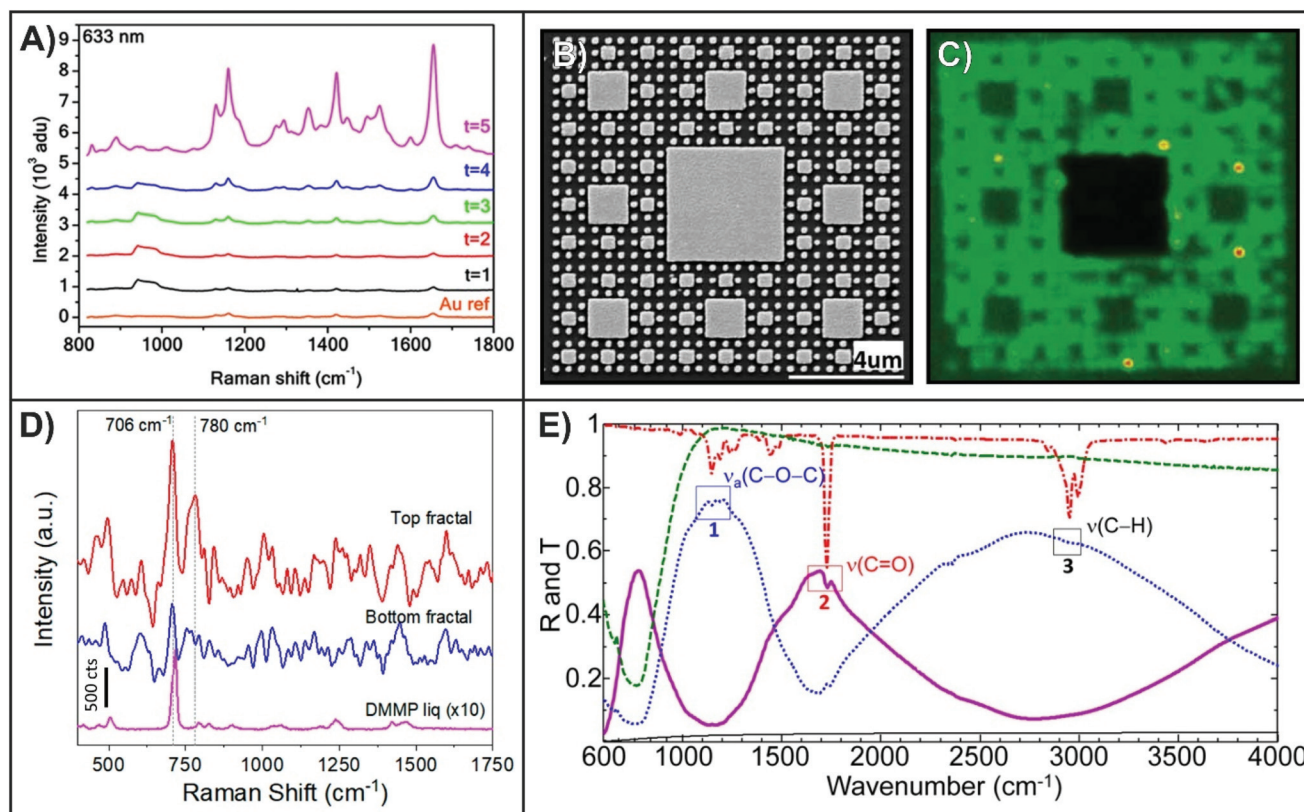 A)
633 nm
9
8
7
6
5
4
3
2
1
0
Intensity (10³ adu)
t=5
t=4
t=3
t=2
t=1
Au ref
800 1000 1200 1400 1600 1800
Raman shift (cm⁻¹)
B)
4um
C)
D)
706 cm⁻¹ 780 cm⁻¹
Intensity (a.u.)
Top fractal
Bottom fractal
500 cts
DMMP liq (x10)
500 750 1000 1250 1500 1750
Raman Shift (cm⁻¹)
E)
1
0.8
0.6
0.4
0.2
R and T
νₐ(C–O–C)
1
ν(C=O)
2
ν(C–H)
3
600 1000 1500 2000 2500 3000 3500 4000
Wavenumber (cm⁻¹)